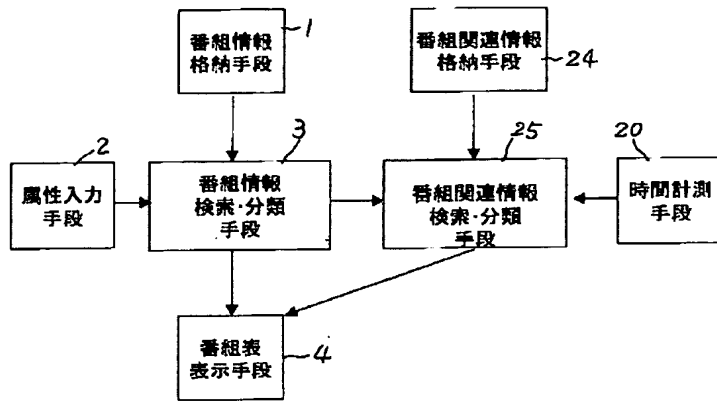 番組情報
格納手段
1
番組関連情報
格納手段
24
2
属性入力
手段
3
番組情報
検索・分類
手段
25
番組関連情報
検索・分類
手段
20
時間計測
手段
番組表
表示手段
4